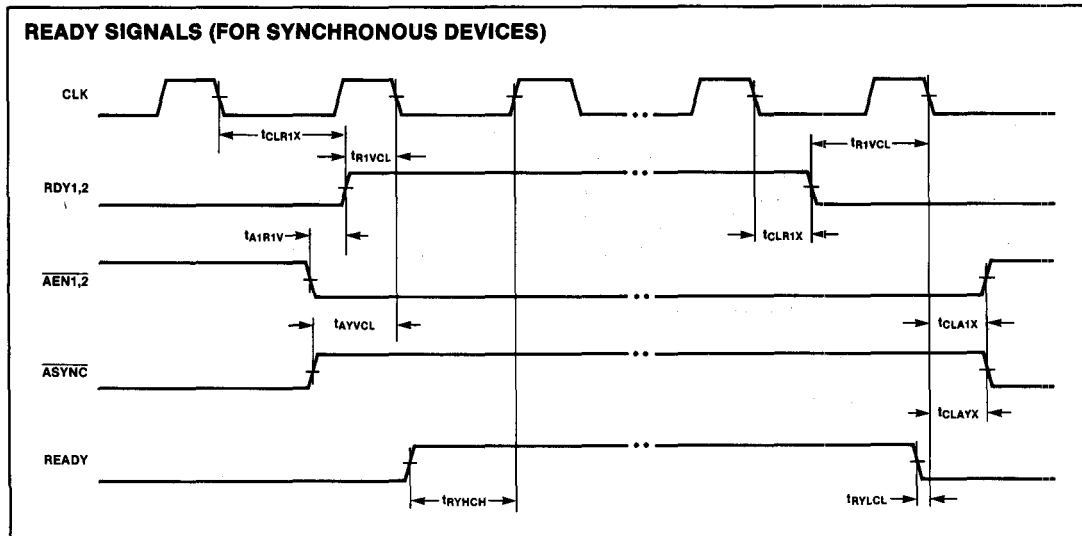 READY SIGNALS (FOR SYNCHRONOUS DEVICES)
CLK
tCLR1X
tR1VCL
tR1VCL
RDY1,2
tA1R1V
tCLR1X
AEN1,2
tAYVCL
tCLA1X
ASYNC
tCLAYX
READY
tRYHCH
tRYLCL